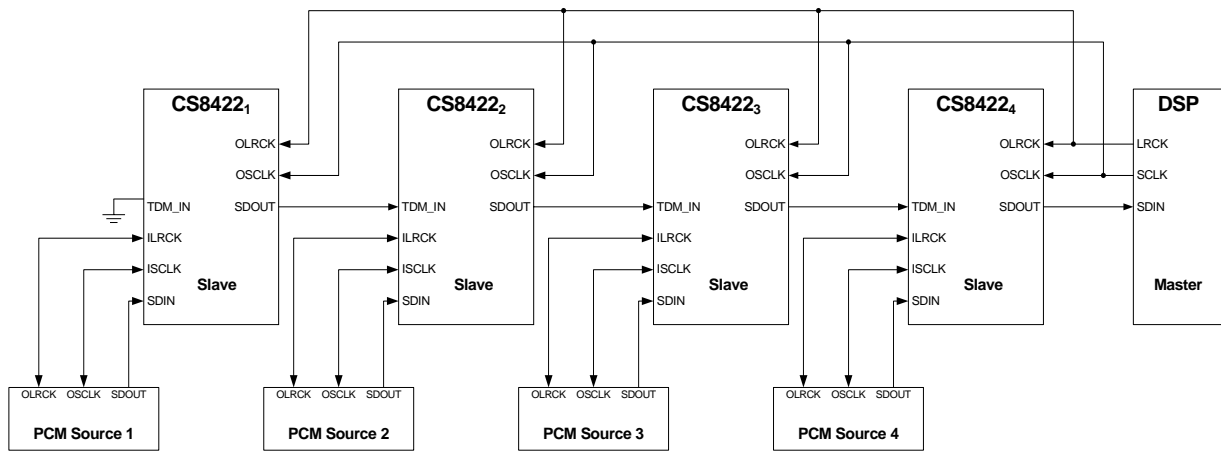 CS8422₁ CS8422₂ CS8422₃ CS8422₄ DSP
OLRCK OLRCK OLRCK OLRCK LRCK
OSCLK OSCLK OSCLK OSCLK SCLK
TDM_IN SDOUT TDM_IN SDOUT TDM_IN SDOUT TDM_IN SDOUT SDIN
ILRCK ILRCK ILRCK ILRCK
ISCLK ISCLK ISCLK ISCLK
Slave Slave Slave Slave Master
SDIN SDIN SDIN SDIN
OLRCK OSCLK SDOUT OLRCK OSCLK SDOUT OLRCK OSCLK SDOUT OLRCK OSCLK SDOUT
PCM Source 1 PCM Source 2 PCM Source 3 PCM Source 4